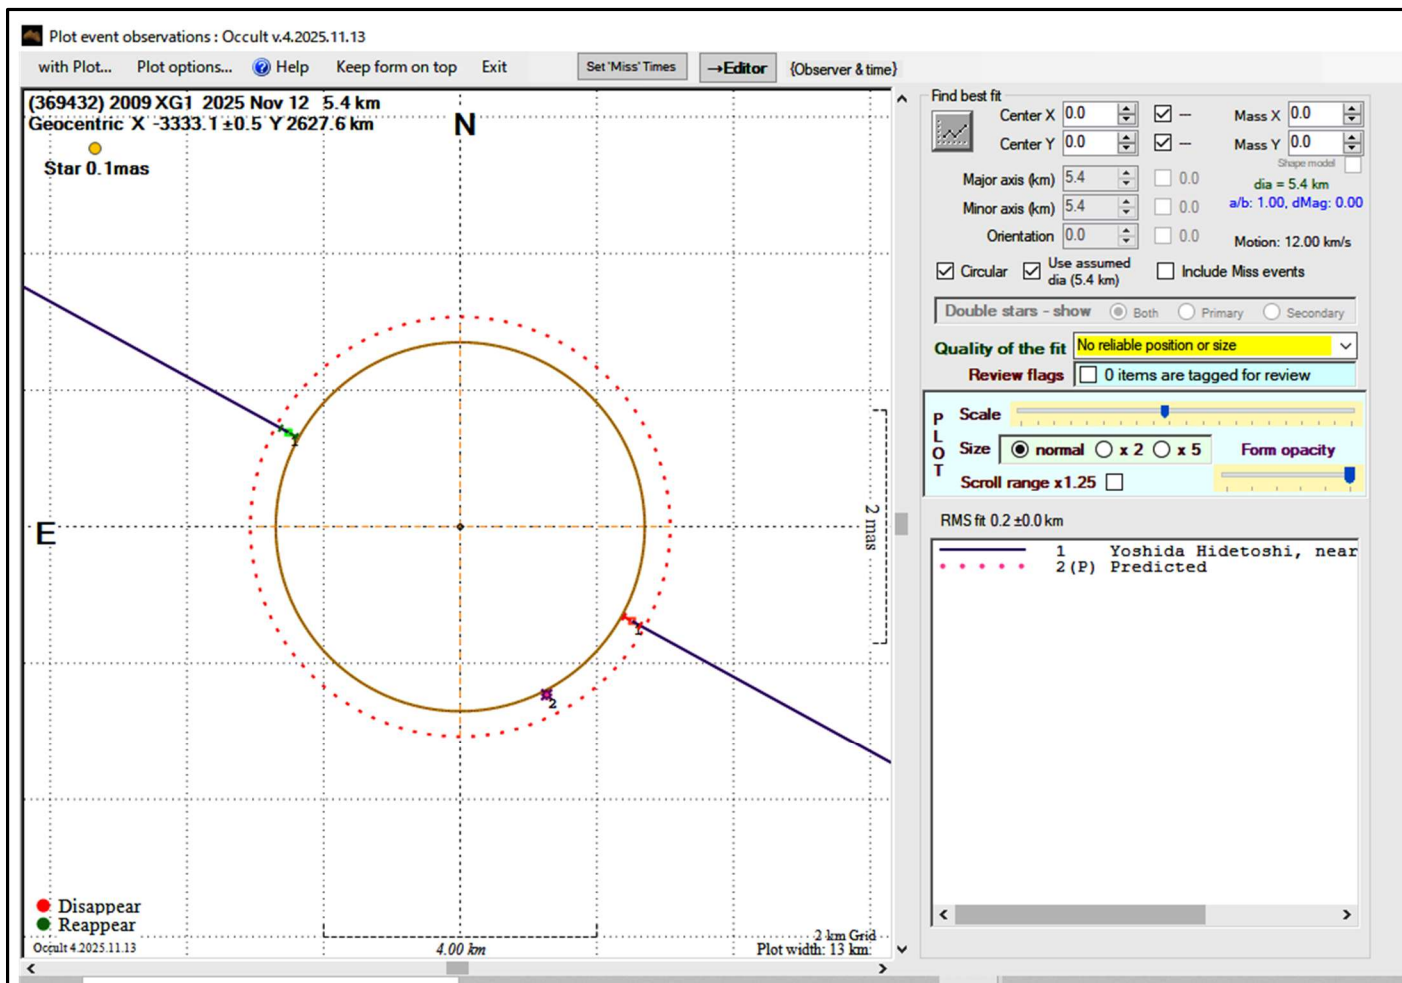 Plot event observations : Occult v.4.2025.11.13
with Plot... Plot options... Help Keep form on top Exit Set 'Miss' Times →Editor {Observer & time}
(369432) 2009 XG1 2025 Nov 12 5.4 km
Geocentric X -3333.1 ±0.5 Y 2627.6 km
N
Star 0.1mas
E
1
1
2
2 mas
Disappear
Reappear
Occult 4.2025.11.13
4.00 km
2 km Grid
Plot width: 13 km
Find best fit
Center X 0.0 --- Mass X 0.0
Center Y 0.0 --- Mass Y 0.0
Shape model
Major axis (km) 5.4 0.0 dia = 5.4 km
Minor axis (km) 5.4 0.0 a/b: 1.00, dMag: 0.00
Orientation 0.0 0.0 Motion: 12.00 km/s
Circular Use assumed dia (5.4 km) Include Miss events
Double stars - show Both Primary Secondary
Quality of the fit No reliable position or size
Review flags 0 items are tagged for review
PLOT
Scale
Size normal x 2 x 5 Form opacity
Scroll range x1.25
RMS fit 0.2 ±0.0 km
1 Yoshida Hidetoshi, near
2(P) Predicted